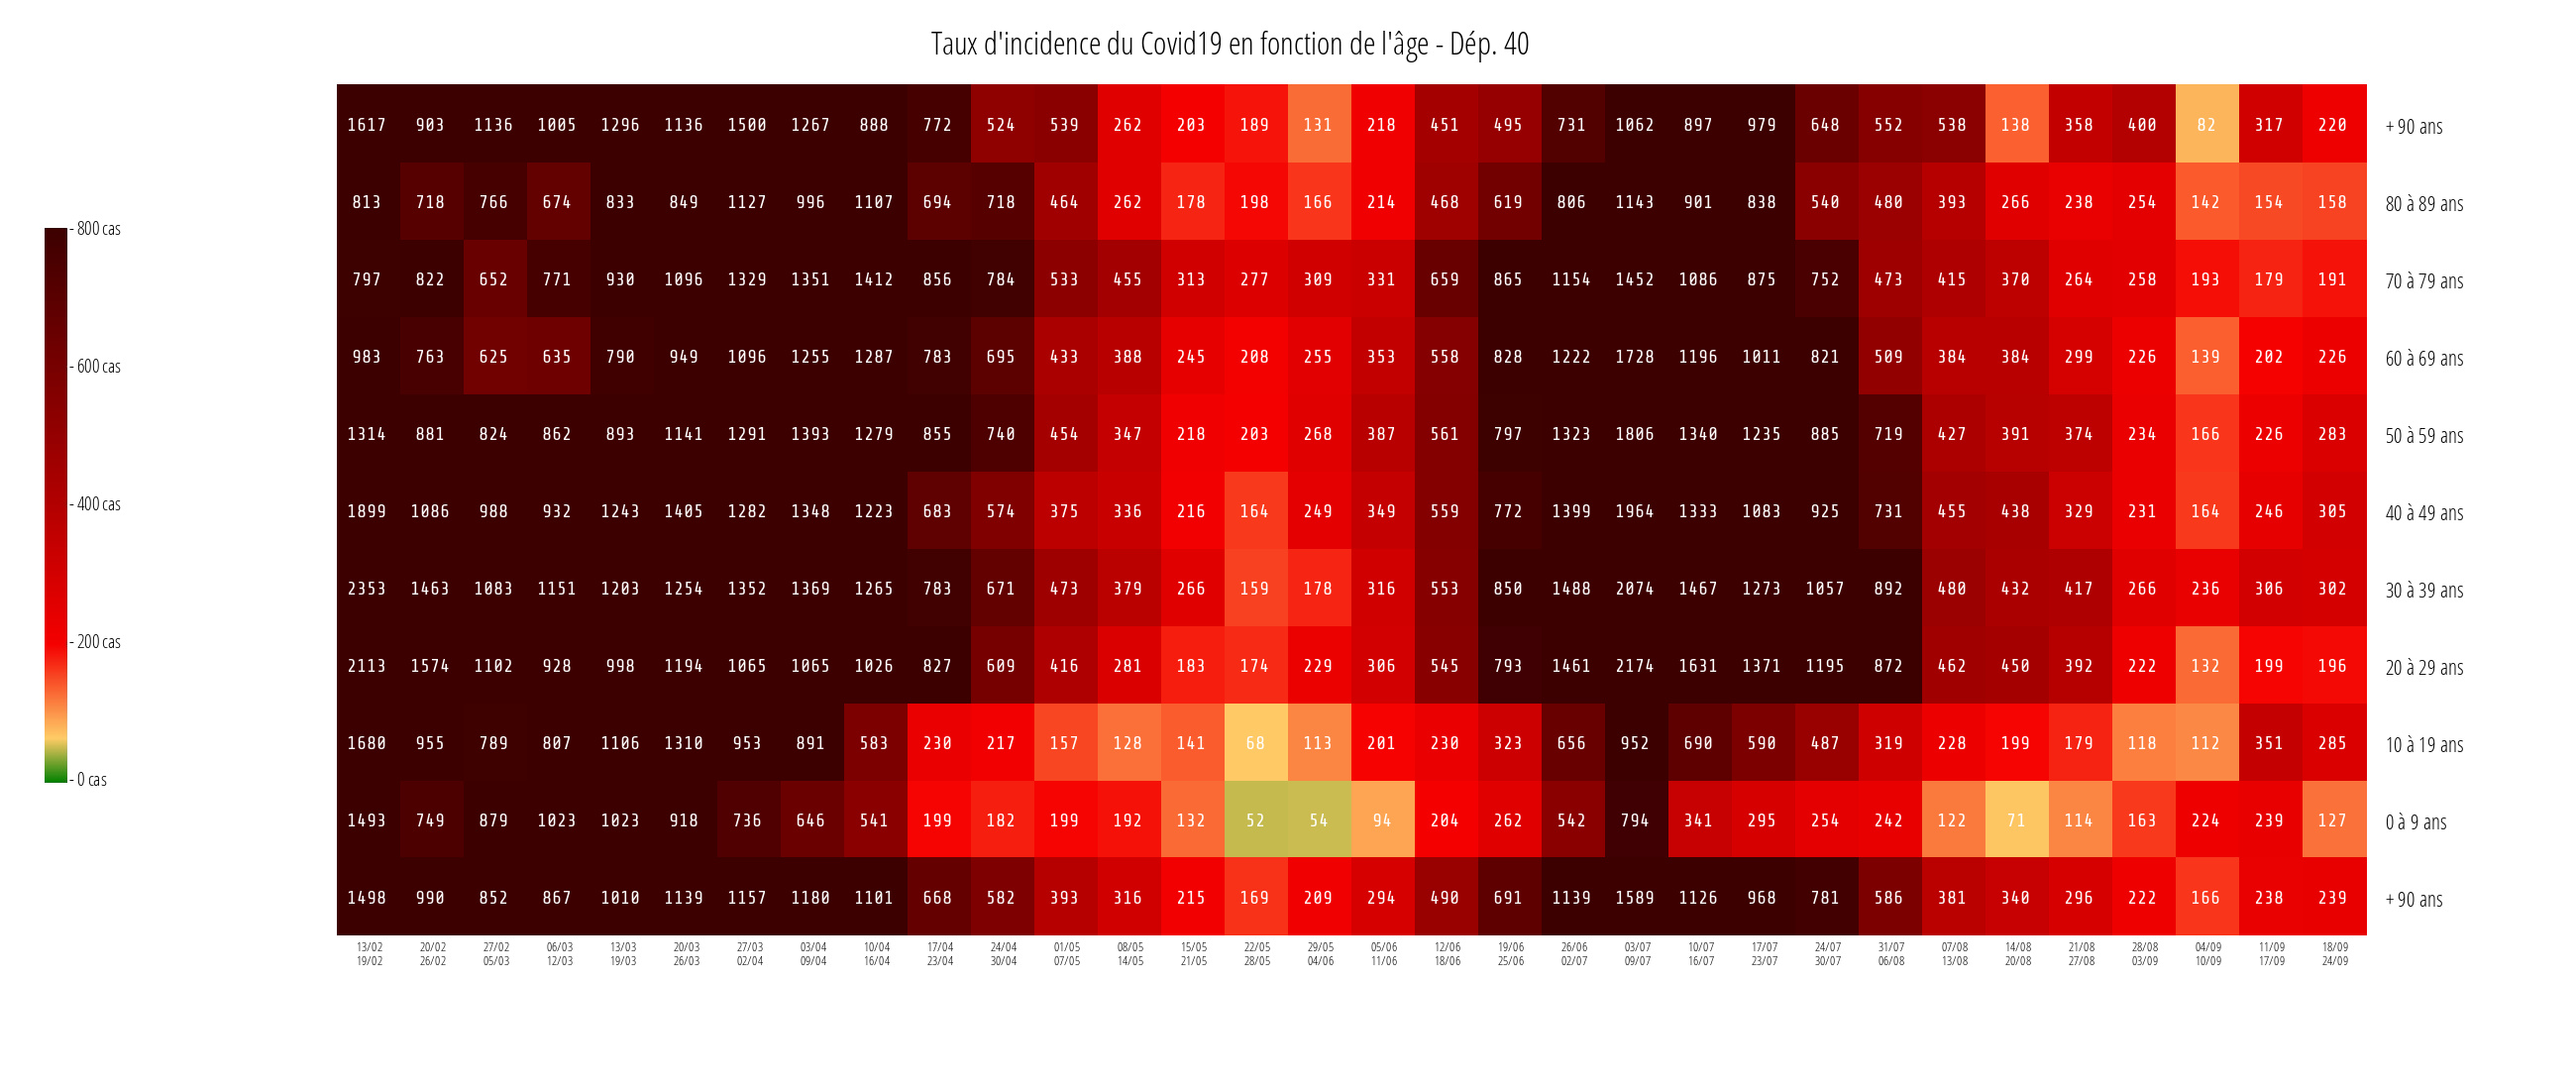 Taux d'incidence du Covid19 en fonction de l'âge - Dép. 40
1617 903 1136 1005 1296 1136 1500 1267 888 772 524 539 262 203 189 131 218 451 495 731 1062 897 979 648 552 538 138 358 400 82 317 220 + 90 ans
813 718 766 674 833 849 1127 996 1107 694 718 464 262 178 198 166 214 468 619 806 1143 901 838 540 480 393 266 238 254 142 154 158 80 à 89 ans
- 800 cas
797 822 652 771 930 1096 1329 1351 1412 856 784 533 455 313 277 309 331 659 865 1154 1452 1086 875 752 473 415 370 264 258 193 179 191 70 à 79 ans
983 763 625 635 790 949 1096 1255 1287 783 695 433 388 245 208 255 353 558 828 1222 1728 1196 1011 821 509 384 384 299 226 139 202 226 60 à 69 ans
- 600 cas
1314 881 824 862 893 1141 1291 1393 1279 855 740 454 347 218 203 268 387 561 797 1323 1806 1340 1235 885 719 427 391 374 234 166 226 283 50 à 59 ans
- 400 cas
1899 1086 988 932 1243 1405 1282 1348 1223 683 574 375 336 216 164 249 349 559 772 1399 1964 1333 1083 925 731 455 438 329 231 164 246 305 40 à 49 ans
2353 1463 1083 1151 1203 1254 1352 1369 1265 783 671 473 379 266 159 178 316 553 850 1488 2074 1467 1273 1057 892 480 432 417 266 236 306 302 30 à 39 ans
- 200 cas
2113 1574 1102 928 998 1194 1065 1065 1026 827 609 416 281 183 174 229 306 545 793 1461 2174 1631 1371 1195 872 462 450 392 222 132 199 196 20 à 29 ans
1680 955 789 807 1106 1310 953 891 583 230 217 157 128 141 68 113 201 230 323 656 952 690 590 487 319 228 199 179 118 112 351 285 10 à 19 ans
- 0 cas
1493 749 879 1023 1023 918 736 646 541 199 182 199 192 132 52 54 94 204 262 542 794 341 295 254 242 122 71 114 163 224 239 127 0 à 9 ans
1498 990 852 867 1010 1139 1157 1180 1101 668 582 393 316 215 169 209 294 490 691 1139 1589 1126 968 781 586 381 340 296 222 166 238 239 + 90 ans
13/02 20/02 27/02 06/03 13/03 20/03 27/03 03/04 10/04 17/04 24/04 01/05 08/05 15/05 22/05 29/05 05/06 12/06 19/06 26/06 03/07 10/07 17/07 24/07 31/07 07/08 14/08 21/08 28/08 04/09 11/09 18/09
19/02 26/02 05/03 12/03 19/03 26/03 02/04 09/04 16/04 23/04 30/04 07/05 14/05 21/05 28/05 04/06 11/06 18/06 25/06 02/07 09/07 16/07 23/07 30/07 06/08 13/08 20/08 27/08 03/09 10/09 17/09 24/09